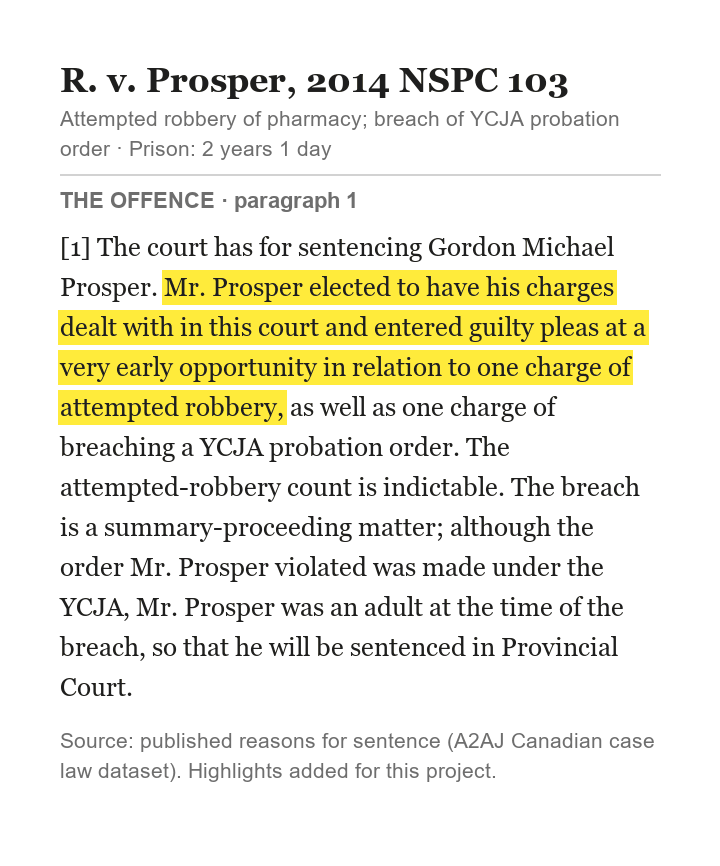 R. v. Prosper, 2014 NSPC 103
Attempted robbery of pharmacy; breach of YCJA probation
order · Prison: 2 years 1 day
THE OFFENCE · paragraph 1
[1] The court has for sentencing Gordon Michael
Prosper. Mr. Prosper elected to have his charges
dealt with in this court and entered guilty pleas at a
very early opportunity in relation to one charge of
attempted robbery, as well as one charge of
breaching a YCJA probation order. The
attempted-robbery count is indictable. The breach
is a summary-proceeding matter; although the
order Mr. Prosper violated was made under the
YCJA, Mr. Prosper was an adult at the time of the
breach, so that he will be sentenced in Provincial
Court.
Source: published reasons for sentence (A2AJ Canadian case
law dataset). Highlights added for this project.